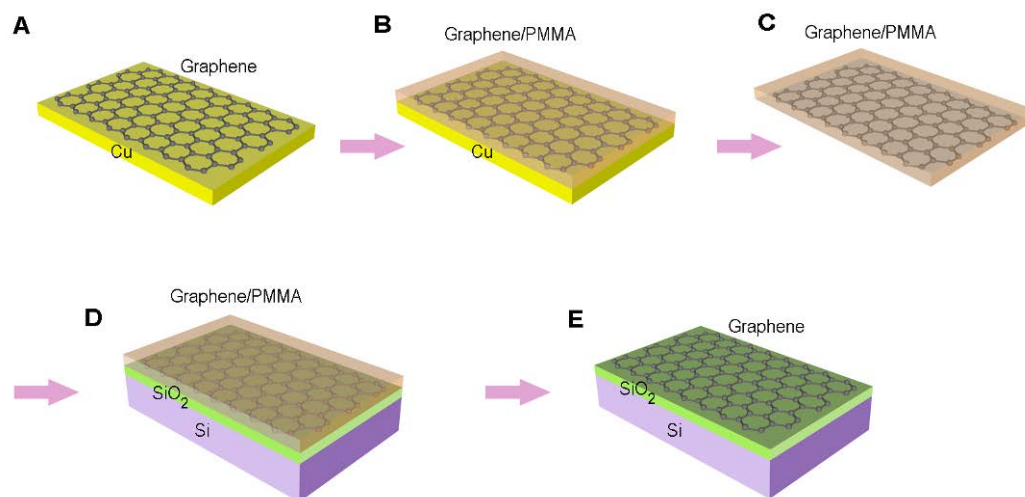 A
Graphene
Cu
B
Graphene/PMMA
Cu
C
Graphene/PMMA
D
Graphene/PMMA
SiO₂
Si
E
Graphene
SiO₂
Si